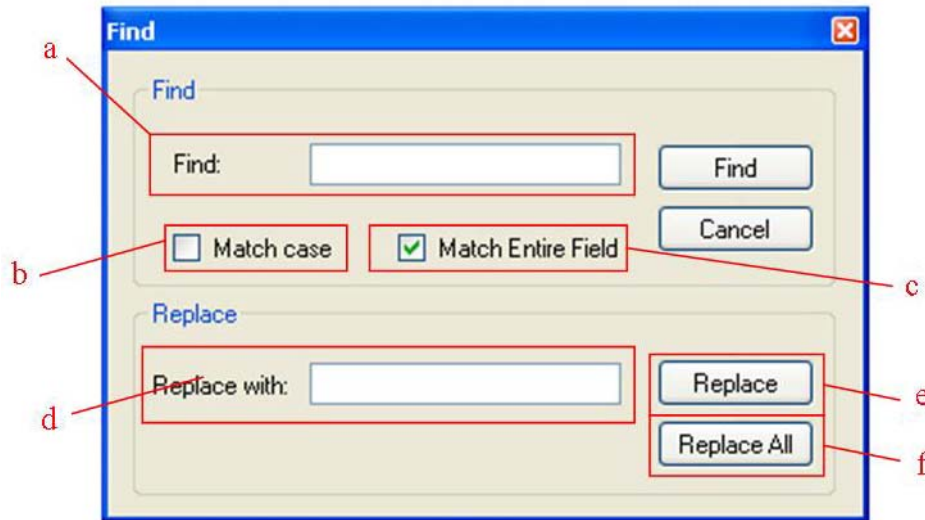 Find
a
Find
Find:
Find
Cancel
b
Match case
Match Entire Field
c
Replace
Replace with:
Replace
d
e
Replace All
f